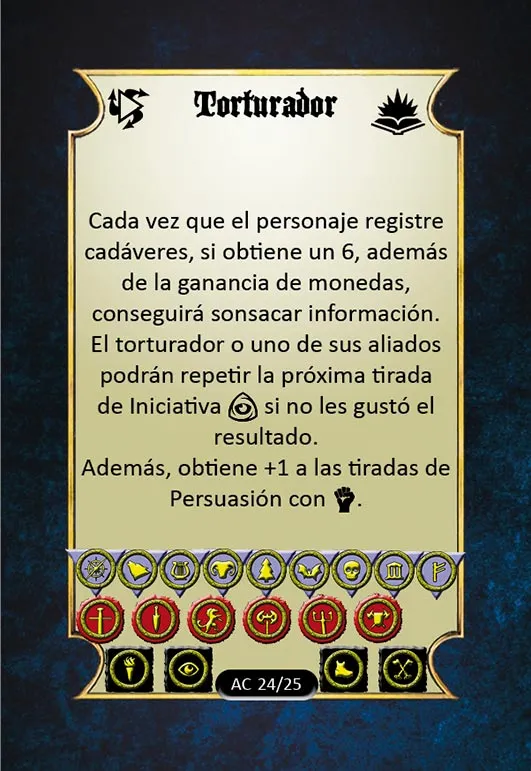 Torturador
Cada vez que el personaje registre
cadáveres, si obtiene un 6, además
de la ganancia de monedas,
conseguirá sonsacar información.
El torturador o uno de sus aliados
podrán repetir la próxima tirada
de Iniciativa si no les gustó el
resultado.
Además, obtiene +1 a las tiradas de
Persuasión con .
AC 24/25